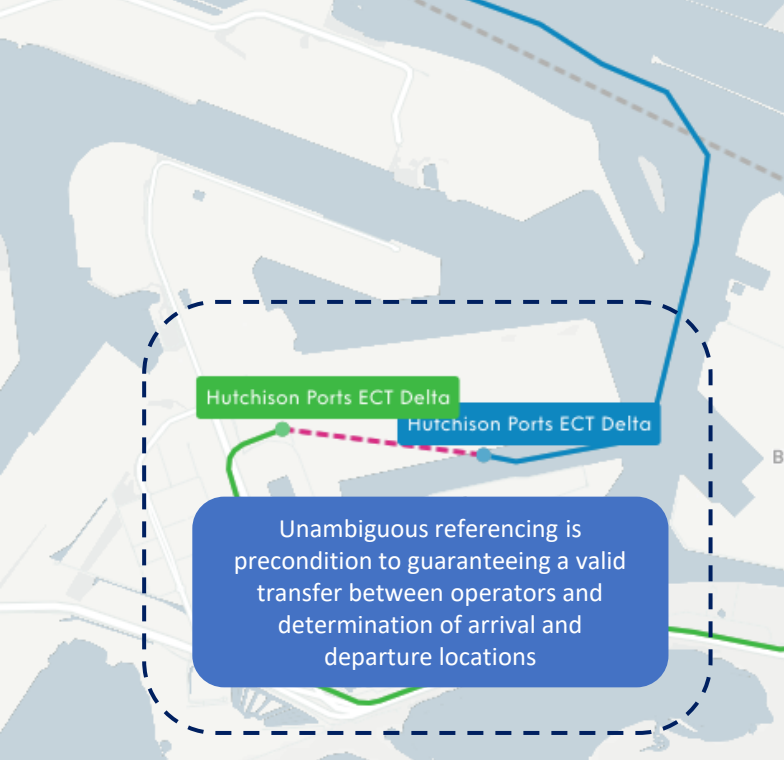 Hutchison Ports ECT Delta
Hutchison Ports ECT Delta
Unambiguous referencing is
precondition to guaranteeing a valid
transfer between operators and
determination of arrival and
departure locations
B